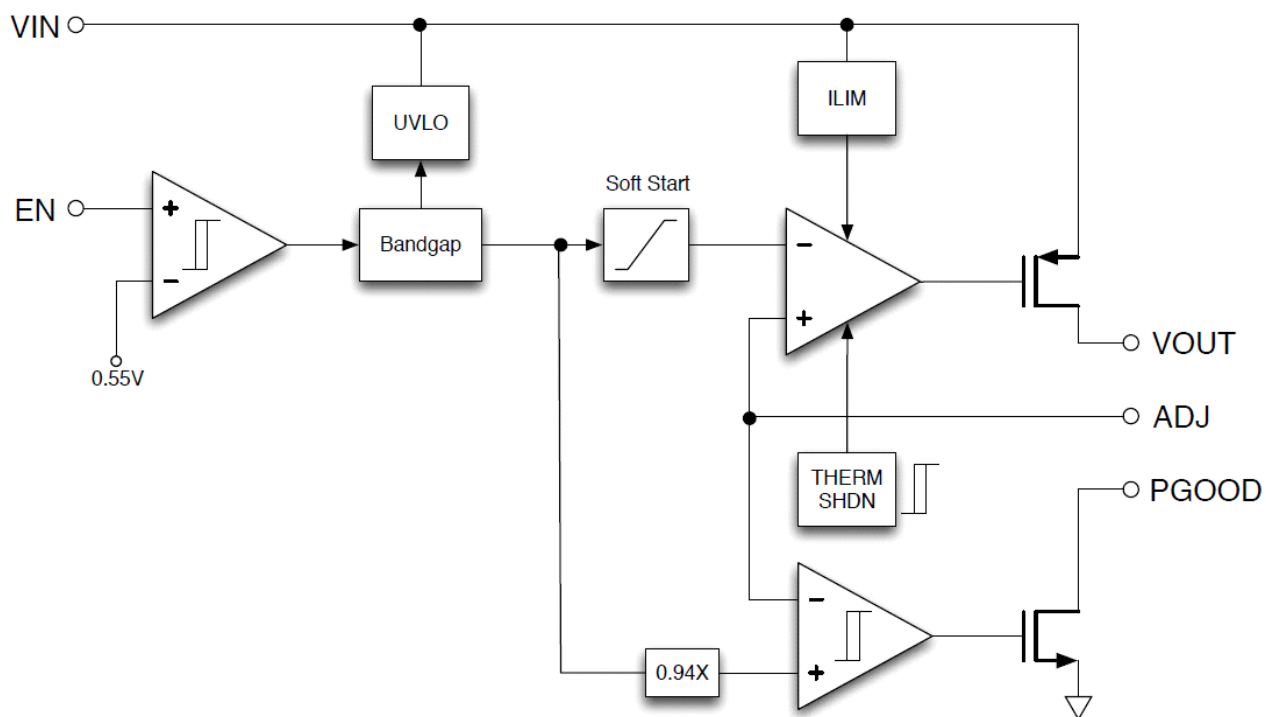 VIN
ILIM
UVLO
Soft Start
EN
+
-
Bandgap
-
+
0.55V
VOUT
ADJ
THERM
SHDN
PGOOD
-
+
0.94X